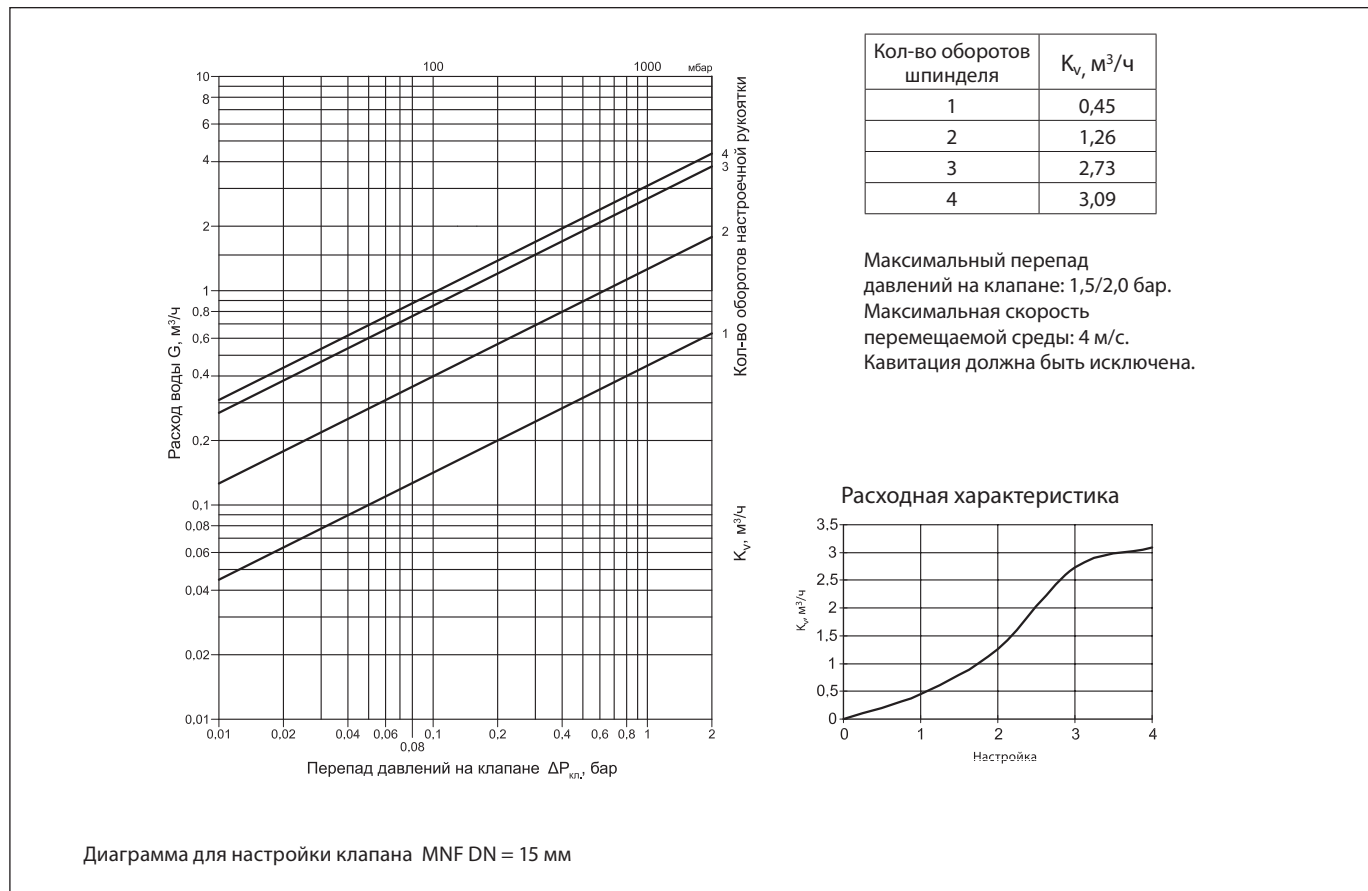 100
1000
мбар
10
8
6
4
2
1
0,8
0,6
0,4
0,2
0,1
0,08
0,06
0,04
0,02
0,01
Расход воды G, м³/ч
4
3
2
1
Кол-во оборотов настроечной рукоятки
Kᵥ, м³/ч
0,01
0,02
0,04
0,06
0,08
0,1
0,2
0,4
0,6
0,8
1
2
Перепад давлений на клапане ΔPкл., бар
Кол-во оборотов
шпинделя
Kᵥ, м³/ч
1 0,45
2 1,26
3 2,73
4 3,09
Максимальный перепад
давлений на клапане: 1,5/2,0 бар.
Максимальная скорость
перемещаемой среды: 4 м/с.
Кавитация должна быть исключена.
Расходная характеристика
3,5
3
2,5
2
1,5
1
0,5
0
Kᵥ, м³/ч
0 1 2 3 4
Настройка
Диаграмма для настройки клапана MNF DN = 15 мм